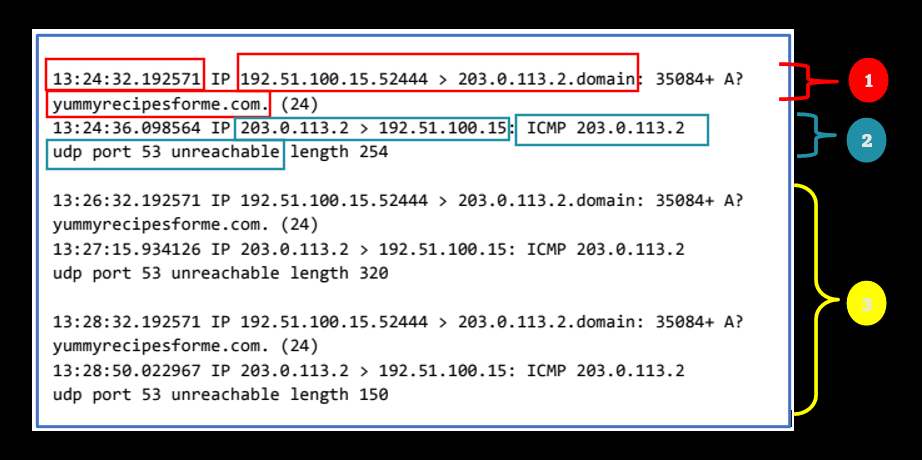 13:24:32.192571 IP 192.51.100.15.52444 > 203.0.113.2.domain: 35084+ A?
yummyrecipesforme.com. (24)
13:24:36.098564 IP 203.0.113.2 > 192.51.100.15: ICMP 203.0.113.2
udp port 53 unreachable length 254
13:26:32.192571 IP 192.51.100.15.52444 > 203.0.113.2.domain: 35084+ A?
yummyrecipesforme.com. (24)
13:27:15.934126 IP 203.0.113.2 > 192.51.100.15: ICMP 203.0.113.2
udp port 53 unreachable length 320
13:28:32.192571 IP 192.51.100.15.52444 > 203.0.113.2.domain: 35084+ A?
yummyrecipesforme.com. (24)
13:28:50.022967 IP 203.0.113.2 > 192.51.100.15: ICMP 203.0.113.2
udp port 53 unreachable length 150
1
2
3